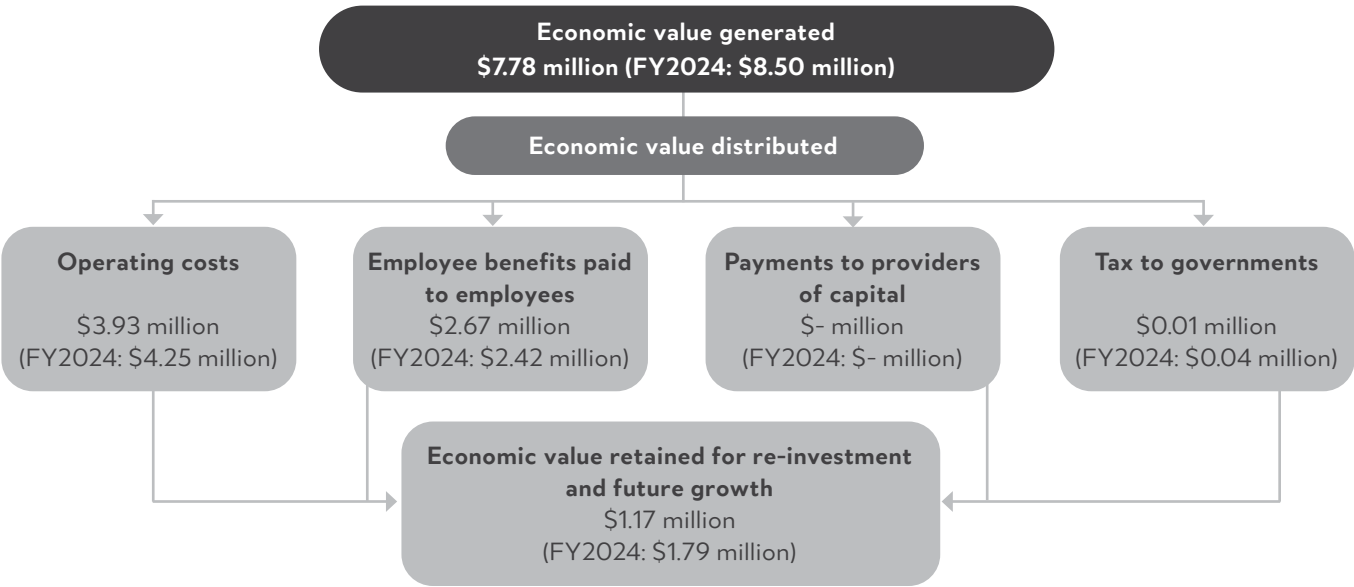 Economic value generated
$7.78 million (FY2024: $8.50 million)
Economic value distributed
Operating costs
$3.93 million
(FY2024: $4.25 million)
Employee benefits paid
to employees
$2.67 million
(FY2024: $2.42 million)
Payments to providers
of capital
$- million
(FY2024: $- million)
Tax to governments
$0.01 million
(FY2024: $0.04 million)
Economic value retained for re-investment
and future growth
$1.17 million
(FY2024: $1.79 million)